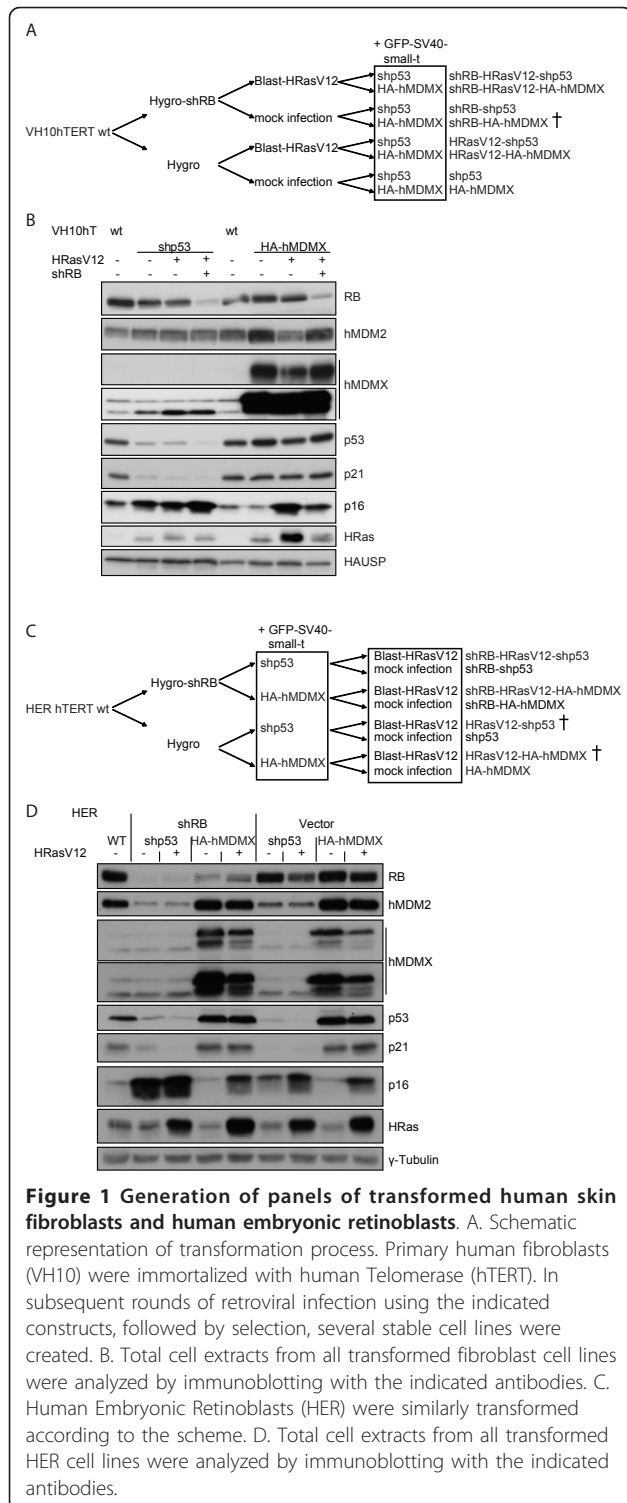 A
+ GFP-SV40-
small-t
Blast-HRasV12
shp53 shRB-HRasV12-shp53
HA-hMDMX shRB-HRasV12-HA-hMDMX
Hygro-shRB
mock infection
shp53 shRB-shp53
HA-hMDMX shRB-HA-hMDMX †
VH10hTERT wt
Blast-HRasV12
shp53 HRasV12-shp53
HA-hMDMX HRasV12-HA-hMDMX
Hygro
mock infection
shp53 shp53
HA-hMDMX HA-hMDMX
B
VH10hT wt wt
shp53 HA-hMDMX
HRasV12 - - + + - - + +
shRB - - - + - - - +
RB
hMDM2
hMDMX
p53
p21
p16
HRas
HAUSP
C
+ GFP-SV40-
small-t
shp53
Blast-HRasV12 shRB-HRasV12-shp53
mock infection shRB-shp53
Hygro-shRB
HA-hMDMX
Blast-HRasV12 shRB-HRasV12-HA-hMDMX
mock infection shRB-HA-hMDMX
HER hTERT wt
shp53
Blast-HRasV12 HRasV12-shp53 †
mock infection shp53
Hygro
HA-hMDMX
Blast-HRasV12 HRasV12-HA-hMDMX †
mock infection HA-hMDMX
D
HER
shRB Vector
WT shp53 HA-hMDMX shp53 HA-hMDMX
HRasV12 - - + - + - + - +
RB
hMDM2
hMDMX
p53
p21
p16
HRas
γ-Tubulin
Figure 1 Generation of panels of transformed human skin
fibroblasts and human embryonic retinoblasts. A. Schematic
representation of transformation process. Primary human fibroblasts
(VH10) were immortalized with human Telomerase (hTERT). In
subsequent rounds of retroviral infection using the indicated
constructs, followed by selection, several stable cell lines were
created. B. Total cell extracts from all transformed fibroblast cell lines
were analyzed by immunoblotting with the indicated antibodies. C.
Human Embryonic Retinoblasts (HER) were similarly transformed
according to the scheme. D. Total cell extracts from all transformed
HER cell lines were analyzed by immunoblotting with the indicated
antibodies.